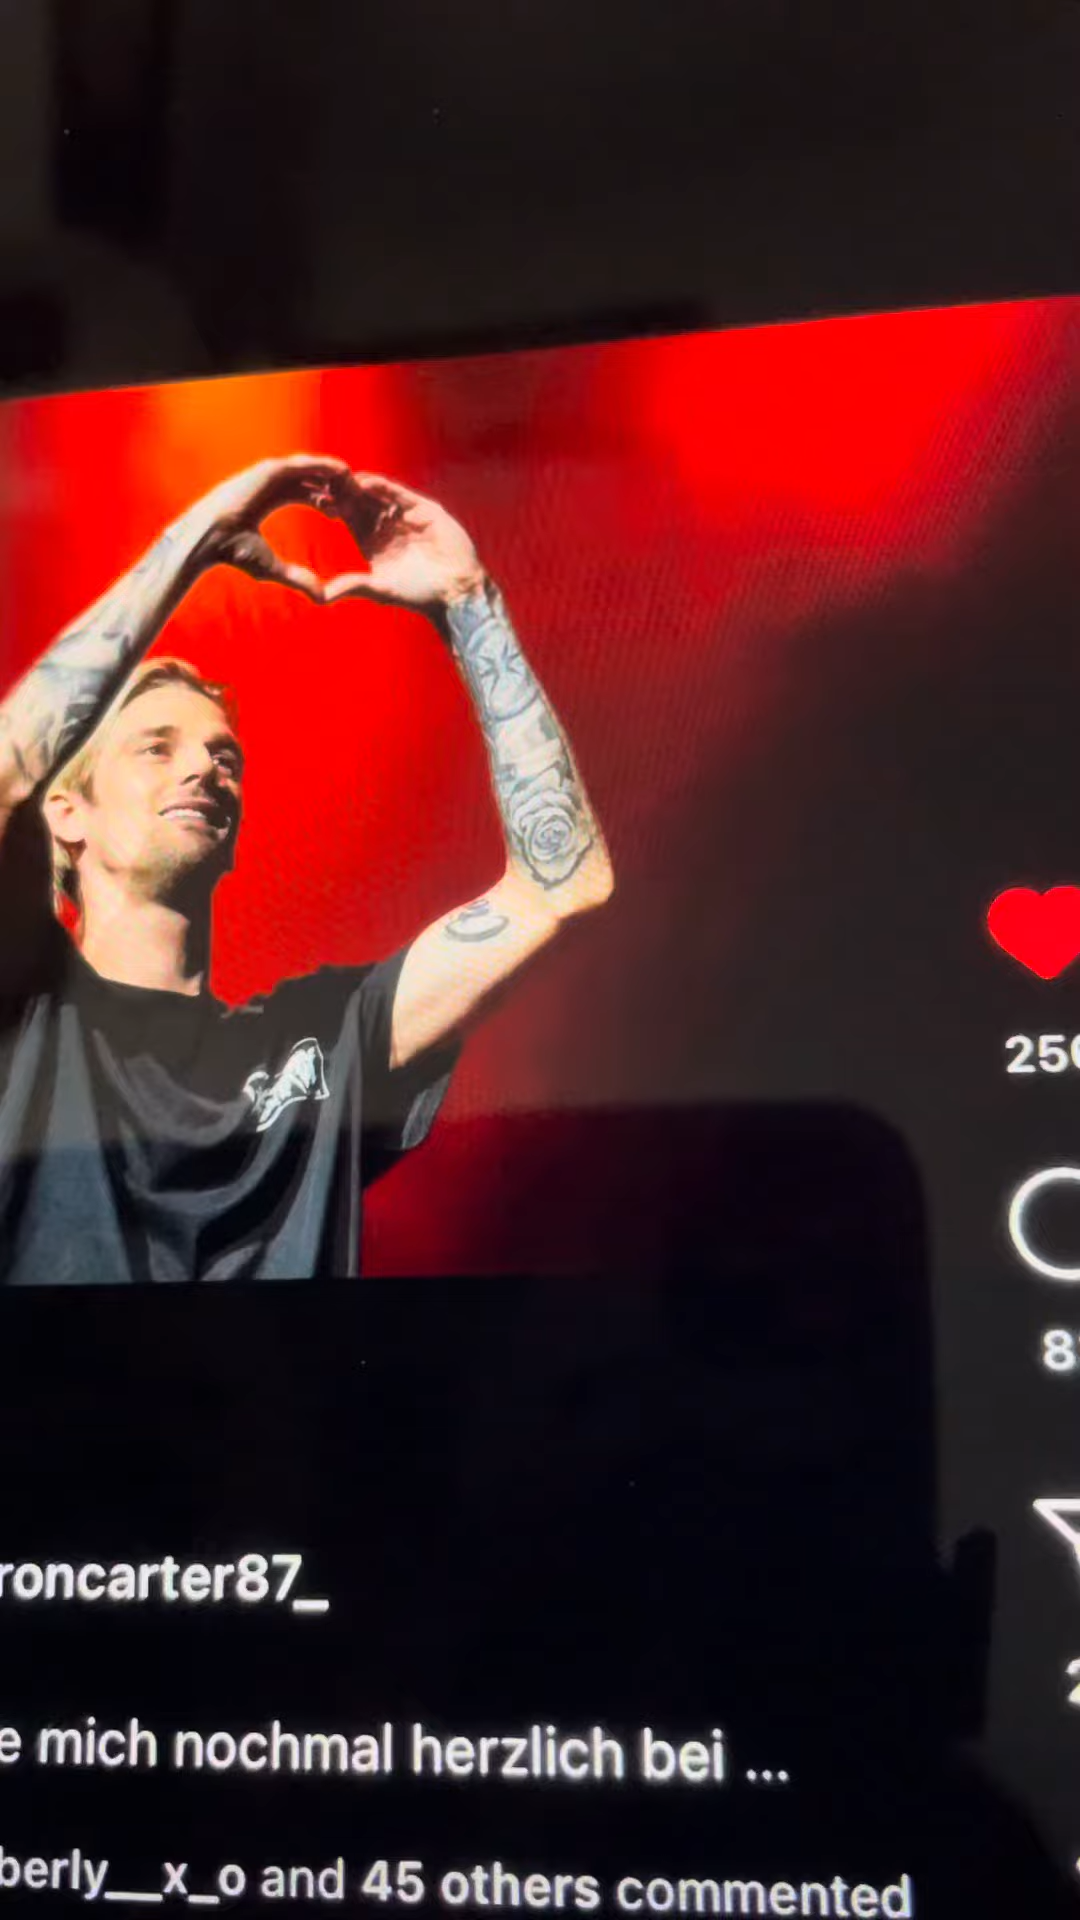 250
8
roncarter87_
e mich nochmal herzlich bei ...
berly__x_o and 45 others commented